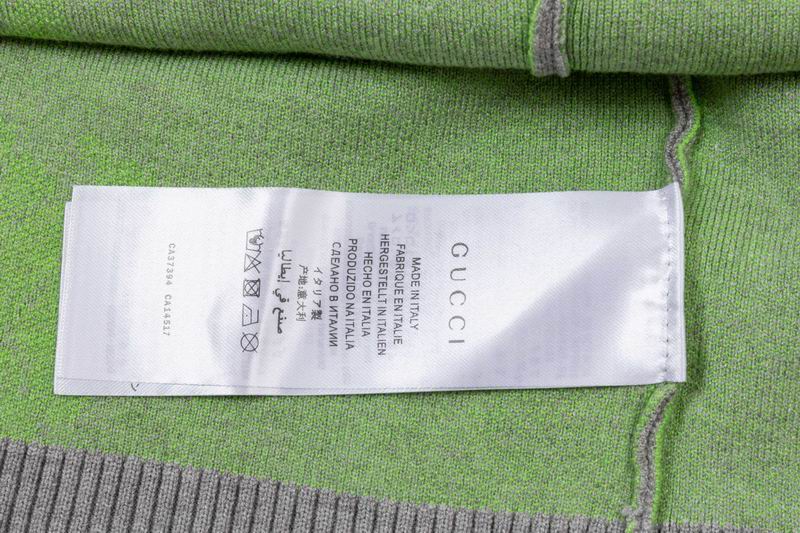 GUCCI
MADE IN ITALY
FABRIQUE EN ITALIE
HERGESTELLT IN ITALIEN
HECHO EN ITALIA
PRODUZIDO NA ITALIA
СДЕЛАНО В ИТАЛИИ
イタリア製
产地:意大利
صنع في إيطاليا
CA37394 CA14517